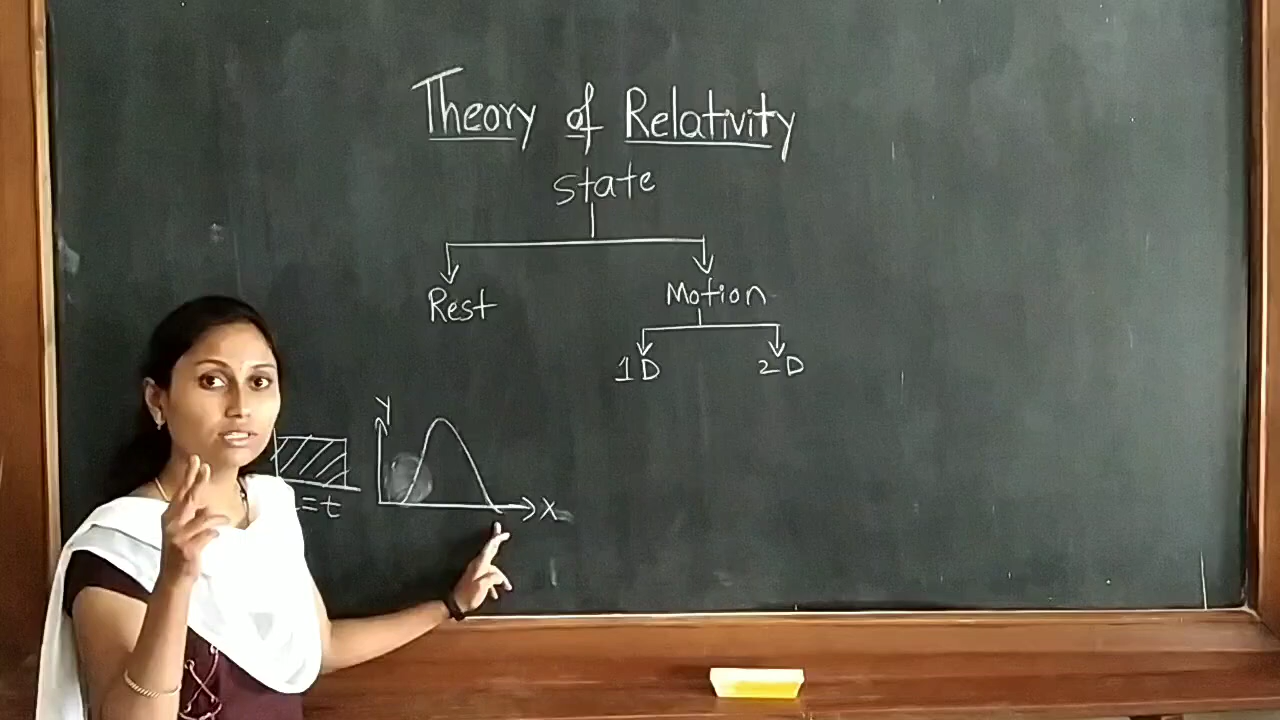 Theory of Relativity
State
Rest
Motion
1D
2D
Y
X
=t